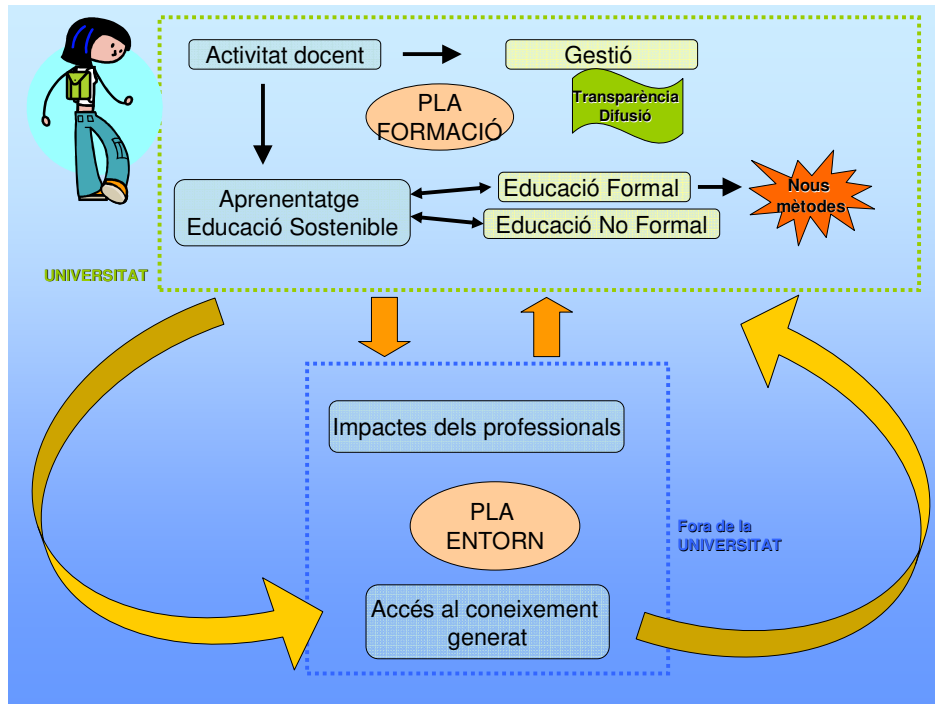 Activitat docent
Gestió
PLA
FORMACIÓ
Transparència
Difusió
Aprenentatge
Educació Sostenible
Educació Formal
Educació No Formal
Nous
mètodes
UNIVERSITAT
Impactes dels professionals
PLA
ENTORN
Fora de la
UNIVERSITAT
Accés al coneixement
generat